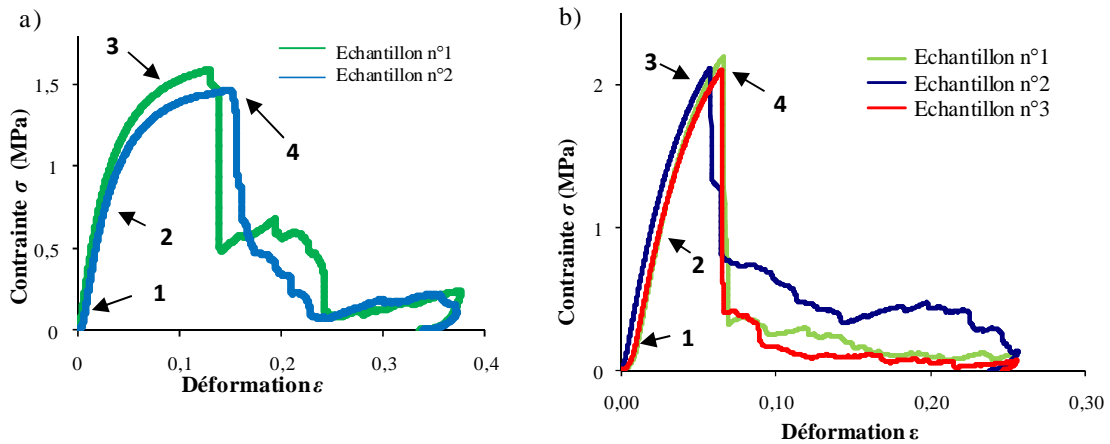 a)
Contrainte σ (MPa)
1.5
1
0.5
0
0
0,1
0,2
0,3
0,4
Déformation ε
3
4
2
1
Echantillon n°1
Echantillon n°2
b)
Contrainte σ (MPa)
2
1
0
0,00
0,10
0,20
0,30
Déformation ε
3
4
2
1
Echantillon n°1
Echantillon n°2
Echantillon n°3